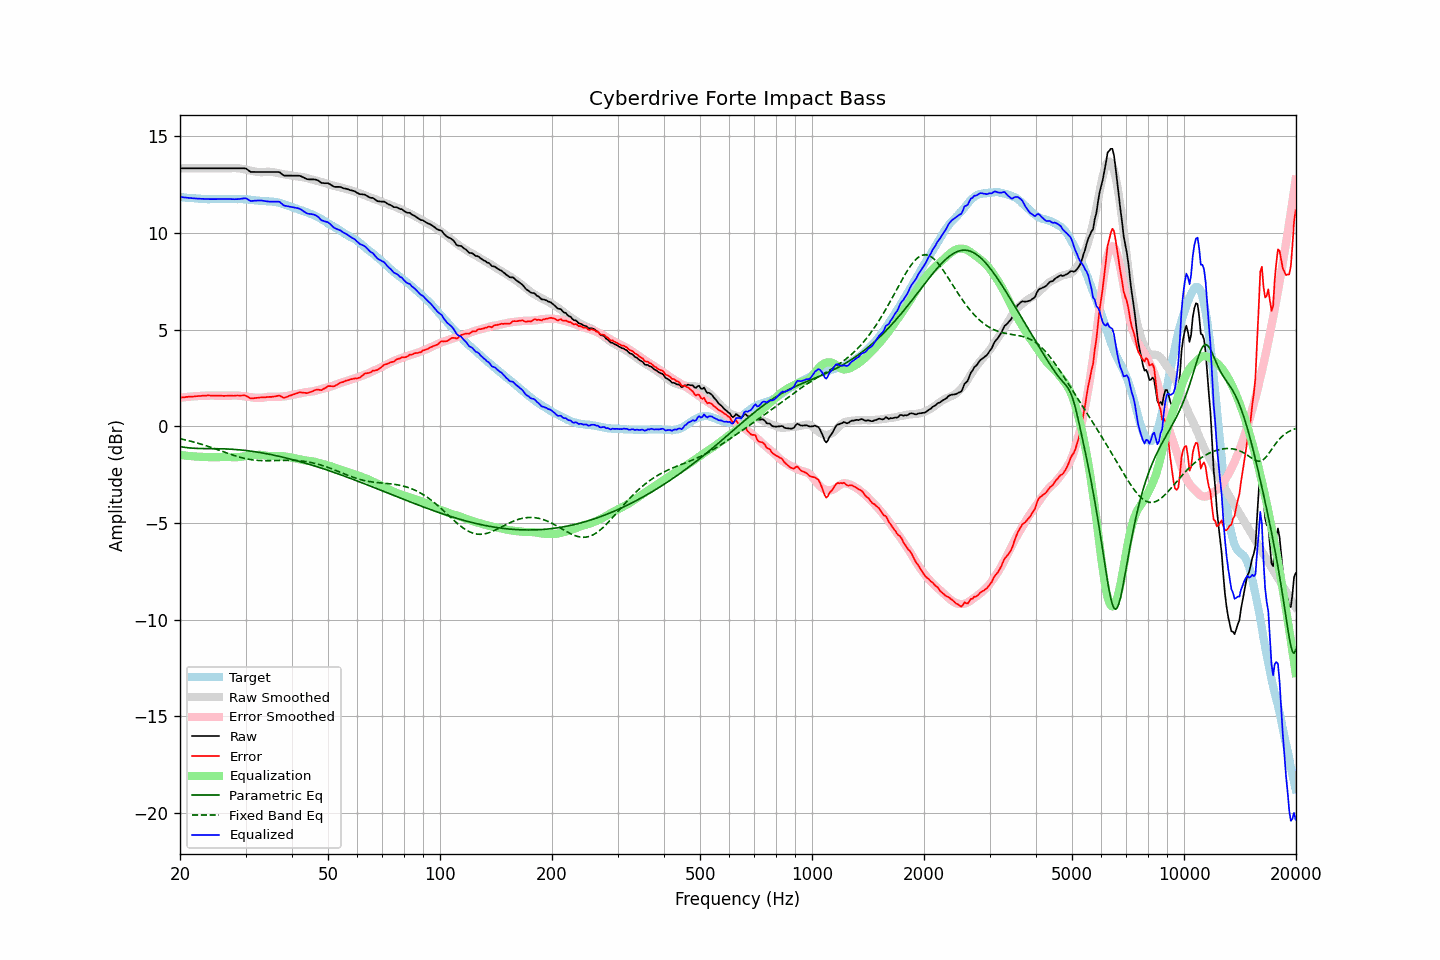 Cyberdrive Forte Impact Bass
Amplitude (dBr)
15
10
5
0
−5
−10
−15
−20
Target
Raw Smoothed
Error Smoothed
Raw
Error
Equalization
Parametric Eq
Fixed Band Eq
Equalized
20 50 100 200 500 1000 2000 5000 10000 20000
Frequency (Hz)